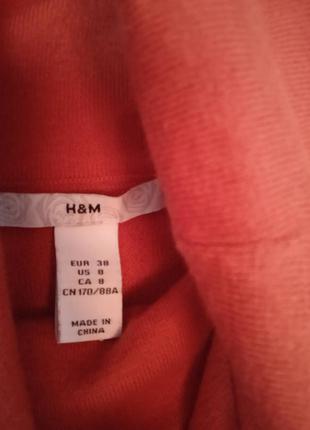 H&M
EUR 38
US 8
CA 8
CN 170/88A
MADE IN
CHINA